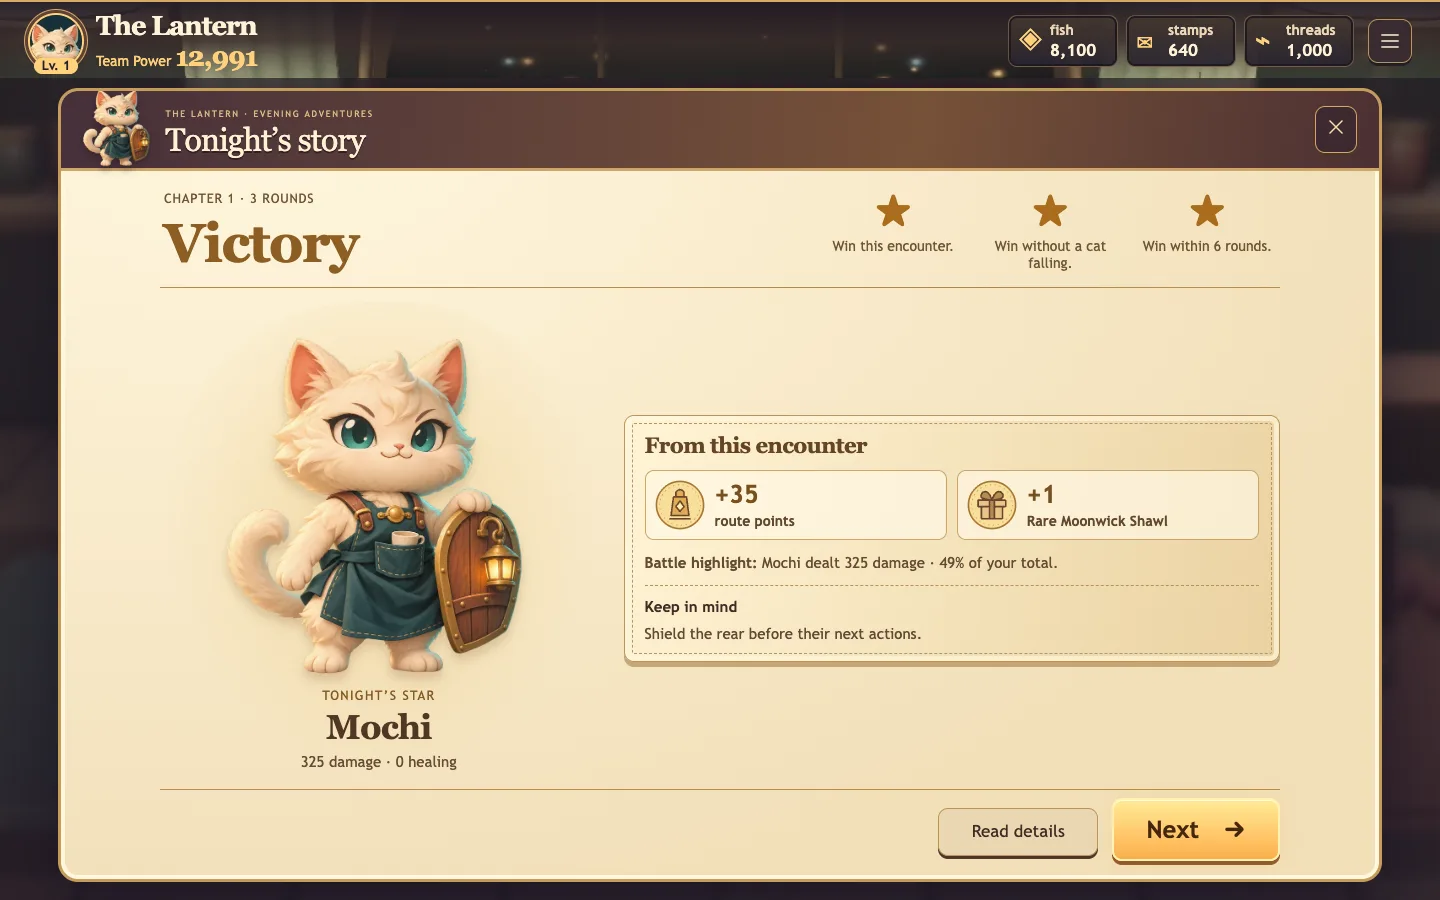 The Lantern
Team Power 12,991
Lv. 1
fish
8,100
stamps
640
threads
1,000
THE LANTERN · EVENING ADVENTURES
Tonight’s story
CHAPTER 1 · 3 ROUNDS
Victory
Win this encounter.
Win without a cat
falling.
Win within 6 rounds.
TONIGHT’S STAR
Mochi
325 damage · 0 healing
From this encounter
+35
route points
+1
Rare Moonwick Shawl
Battle highlight: Mochi dealt 325 damage · 49% of your total.
Keep in mind
Shield the rear before their next actions.
Read details
Next →